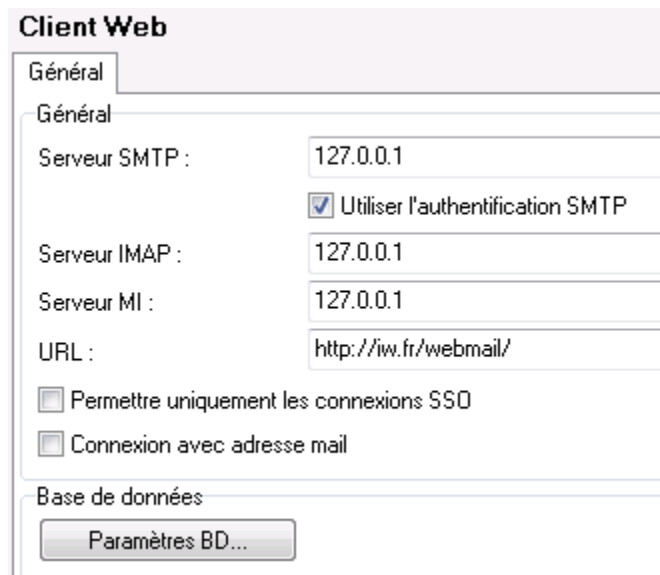 Client Web
Général
Général
Serveur SMTP : 127.0.0.1
Utiliser l'authentification SMTP
Serveur IMAP : 127.0.0.1
Serveur MI : 127.0.0.1
URL : http://iw.fr/webmail/
Permettre uniquement les connexions SSO
Connexion avec adresse mail
Base de données
Paramètres BD...